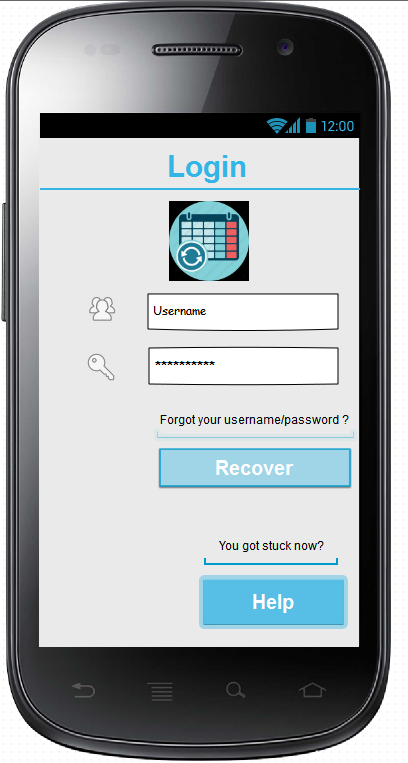 12:00
Login
Username
**********
Forgot your username/password ?
Recover
You got stuck now?
Help